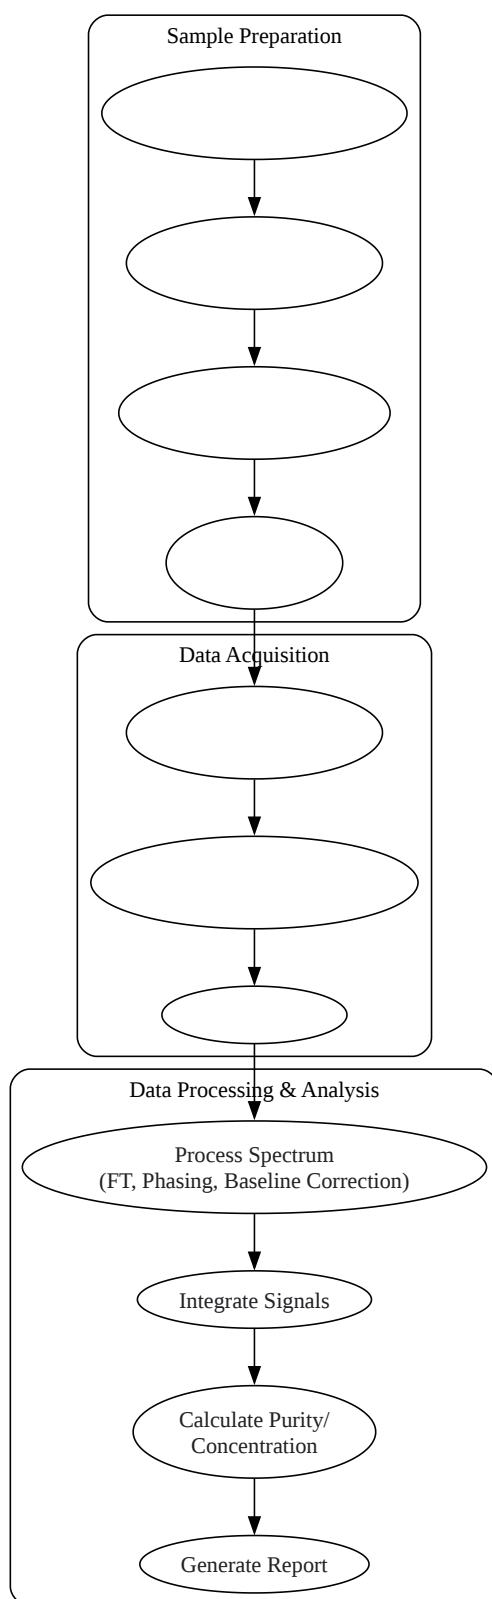 Sample Preparation
Data Acquisition
Data Processing & Analysis
Process Spectrum
(FT, Phasing, Baseline Correction)
Integrate Signals
Calculate Purity/
Concentration
Generate Report